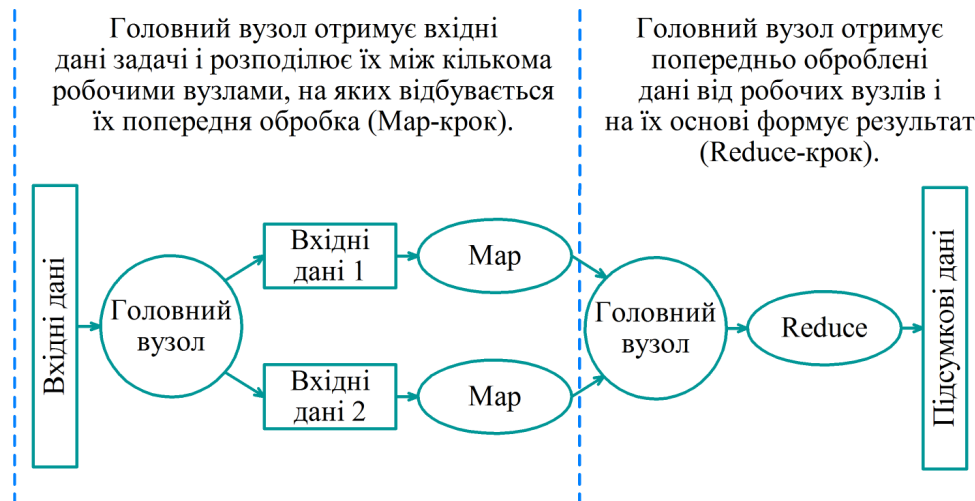 Головний вузол отримує вхідні
дані задачі і розподілює їх між кількома
робочими вузлами, на яких відбувається
їх попередня обробка (Map-крок).
Головний вузол отримує
попередньо оброблені
дані від робочих вузлів і
на їх основі формує результат
(Reduce-крок).
Вхідні дані
Головний
вузол
Вхідні
дані 1
Map
Вхідні
дані 2
Map
Головний
вузол
Reduce
Підсумкові дані